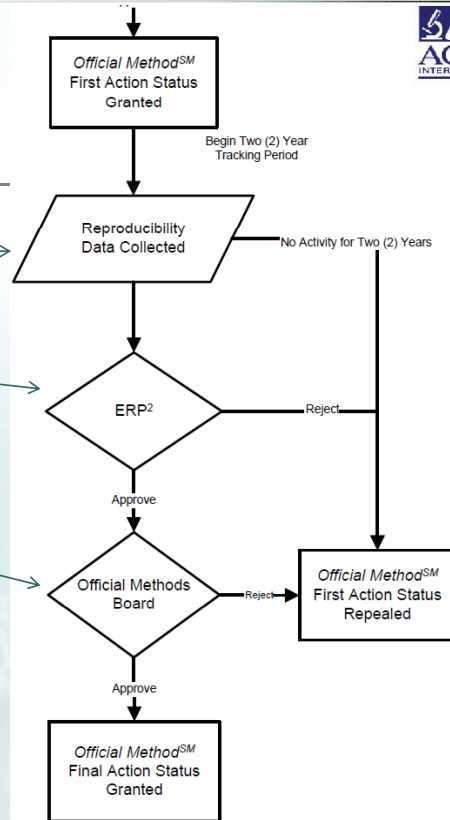 Official MethodSM
First Action Status
Granted
Begin Two (2) Year
Tracking Period
Reproducibility
Data Collected
No Activity for Two (2) Years
ERP²
Reject
Approve
Official Methods
Board
Reject
Official MethodSM
First Action Status
Repealed
Approve
Official MethodSM
Final Action Status
Granted